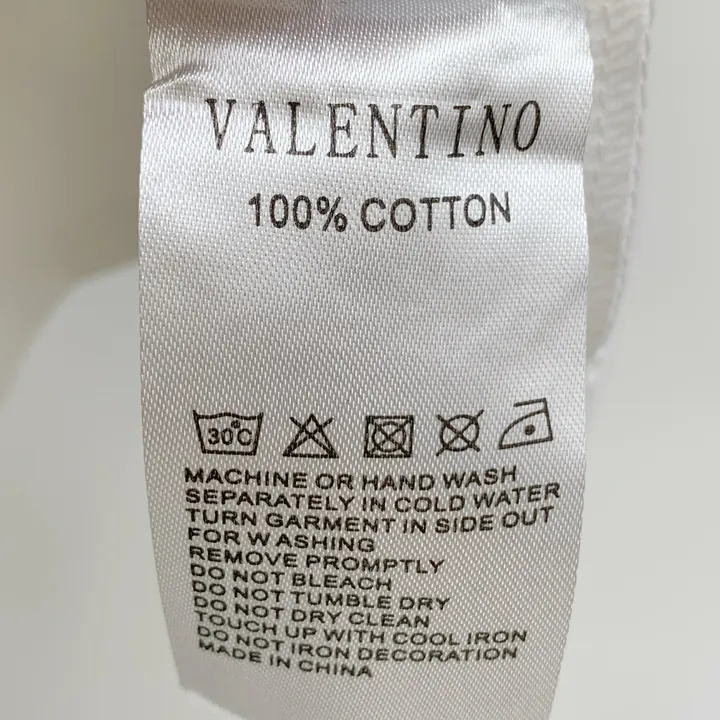 VALENTINO
100% COTTON
30°C
MACHINE OR HAND WASH
SEPARATELY IN COLD WATER
TURN GARMENT IN SIDE OUT
FOR WASHING
REMOVE PROMPTLY
DO NOT BLEACH
DO NOT TUMBLE DRY
DO NOT DRY CLEAN
TOUCH UP WITH COOL IRON
DO NOT IRON DECORATION
MADE IN CHINA